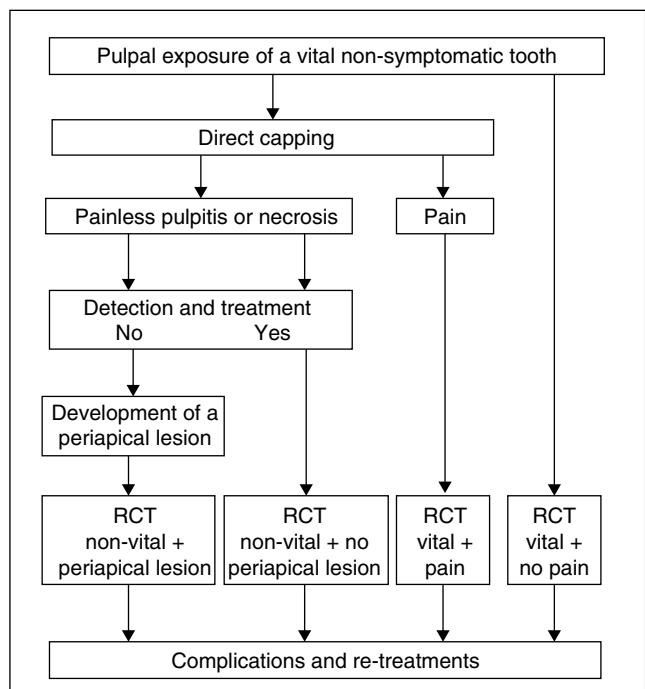 Pulpal exposure of a vital non-symptomatic tooth
Direct capping
Painless pulpitis or necrosis
Pain
Detection and treatment
No Yes
Development of a
periapical lesion
RCT
non-vital +
periapical lesion
RCT
non-vital + no
periapical lesion
RCT
vital +
pain
RCT
vital +
no pain
Complications and re-treatments